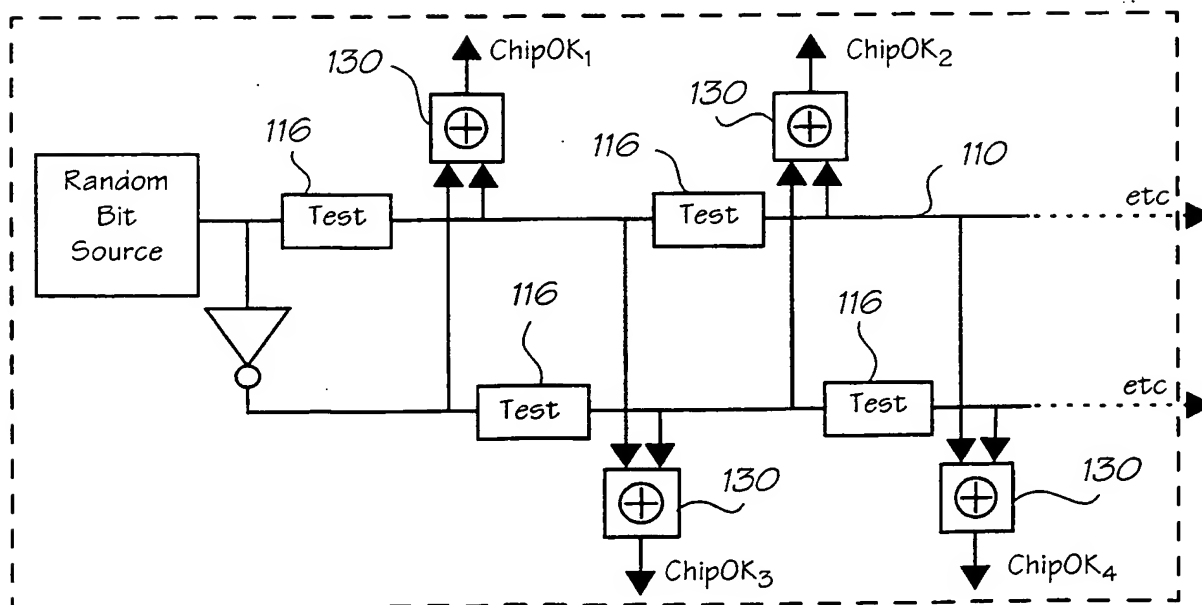 ChipOK1
ChipOK2
130
130
116
116
110
Random
Bit
Source
Test
Test
etc
116
116
Test
Test
etc
130
130
ChipOK3
ChipOK4